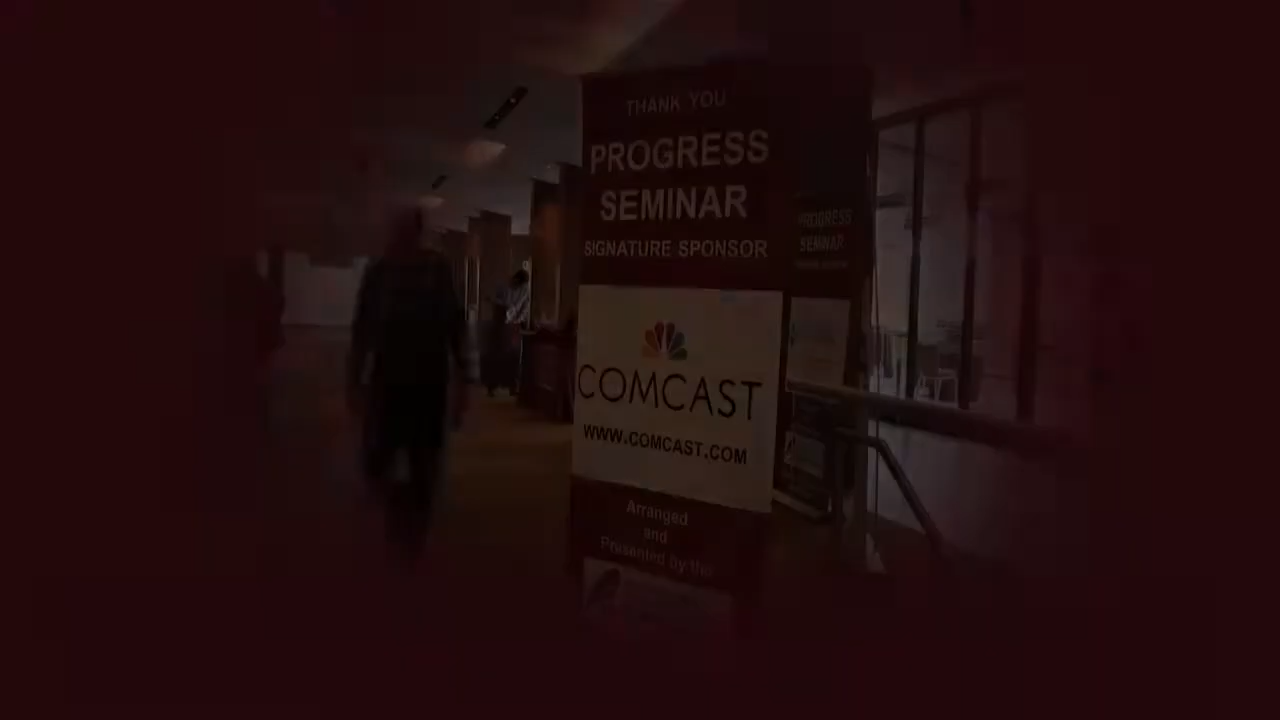 THANK YOU
PROGRESS
SEMINAR
SIGNATURE SPONSOR
COMCAST
WWW.COMCAST.COM
Arranged
and
Presented by the
PROGRESS
SEMINAR